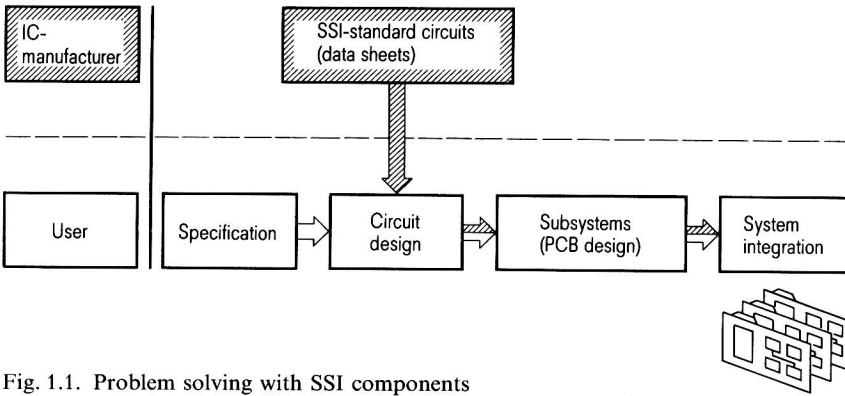 IC-
manufacturer
SSI-standard circuits
(data sheets)
User
Specification
Circuit
design
Subsystems
(PCB design)
System
integration
Fig. 1.1. Problem solving with SSI components